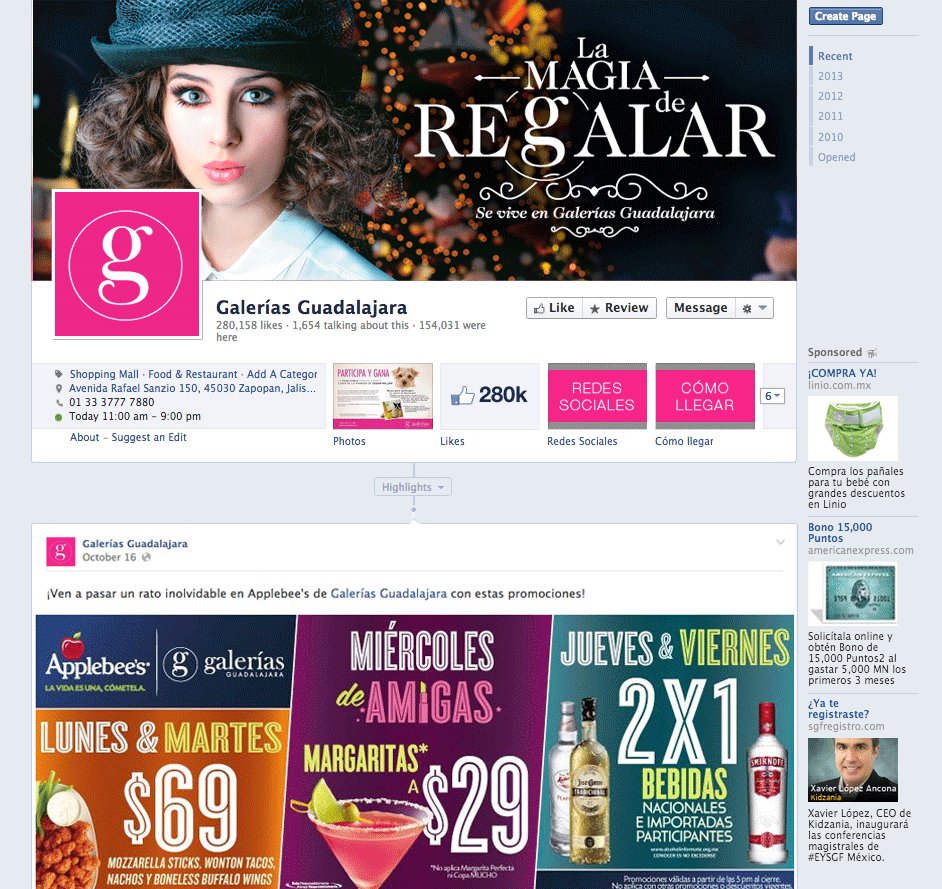 La
MAGIA
de
REgALAR
Se vive en Galerías Guadalajara
g
Galerías Guadalajara
280,158 likes · 1,654 talking about this · 154,031 were
here
Like
Review
Message
Shopping Mall · Food & Restaurant · Add A Categor
Avenida Rafael Sanzio 150, 45030 Zapopan, Jalis...
01 33 3777 7880
Today 11:00 am - 9:00 pm
About – Suggest an Edit
PARTICIPA Y GANA
Photos
280k
Likes
REDES
SOCIALES
Redes Sociales
CÓMO
LLEGAR
Cómo llegar
6
Highlights
g
Galerías Guadalajara
October 16
¡Ven a pasar un rato inolvidable en Applebee's de Galerías Guadalajara con estas promociones!
Applebee's
LA VIDA ES UNA, CÓMETELA.
g galerías
GUADALAJARA
LUNES & MARTES
$69
MOZZARELLA STICKS, WONTON TACOS,
NACHOS Y BONELESS BUFFALO WINGS
MIÉRCOLES
de AMIGAS
MARGARITAS*
A $29
*No aplica Margarita Perfecta
ni Copa MUCHO
JUEVES & VIERNES
2X1
BEBIDAS
NACIONALES
E IMPORTADAS
PARTICIPANTES
www.alcoholinformate.org.mx
CONOCER ES NO EXCEDERSE
Jose Cuervo
TRADICIONAL
SMIRNOFF
Promociones válidas a partir de las 5 pm al cierre.
No aplica con otras promociones o descuentos vigentes.
Create Page
Recent
2013
2012
2011
2010
Opened
Sponsored
¡COMPRA YA!
linio.com.mx
Compra los pañales
para tu bebé con
grandes descuentos
en Linio
Bono 15,000
Puntos
americanexpress.com
AMERICAN EXPRESS
Solicítala online y
obtén Bono de
15,000 Puntos2 al
gastar 5,000 MN los
primeros 3 meses
¿Ya te
registraste?
sgfregistro.com
Xavier López Ancona
Kidzania
Xavier López, CEO de
Kidzania, inaugurará
las conferencias
magistrales de
#EYSGF México.